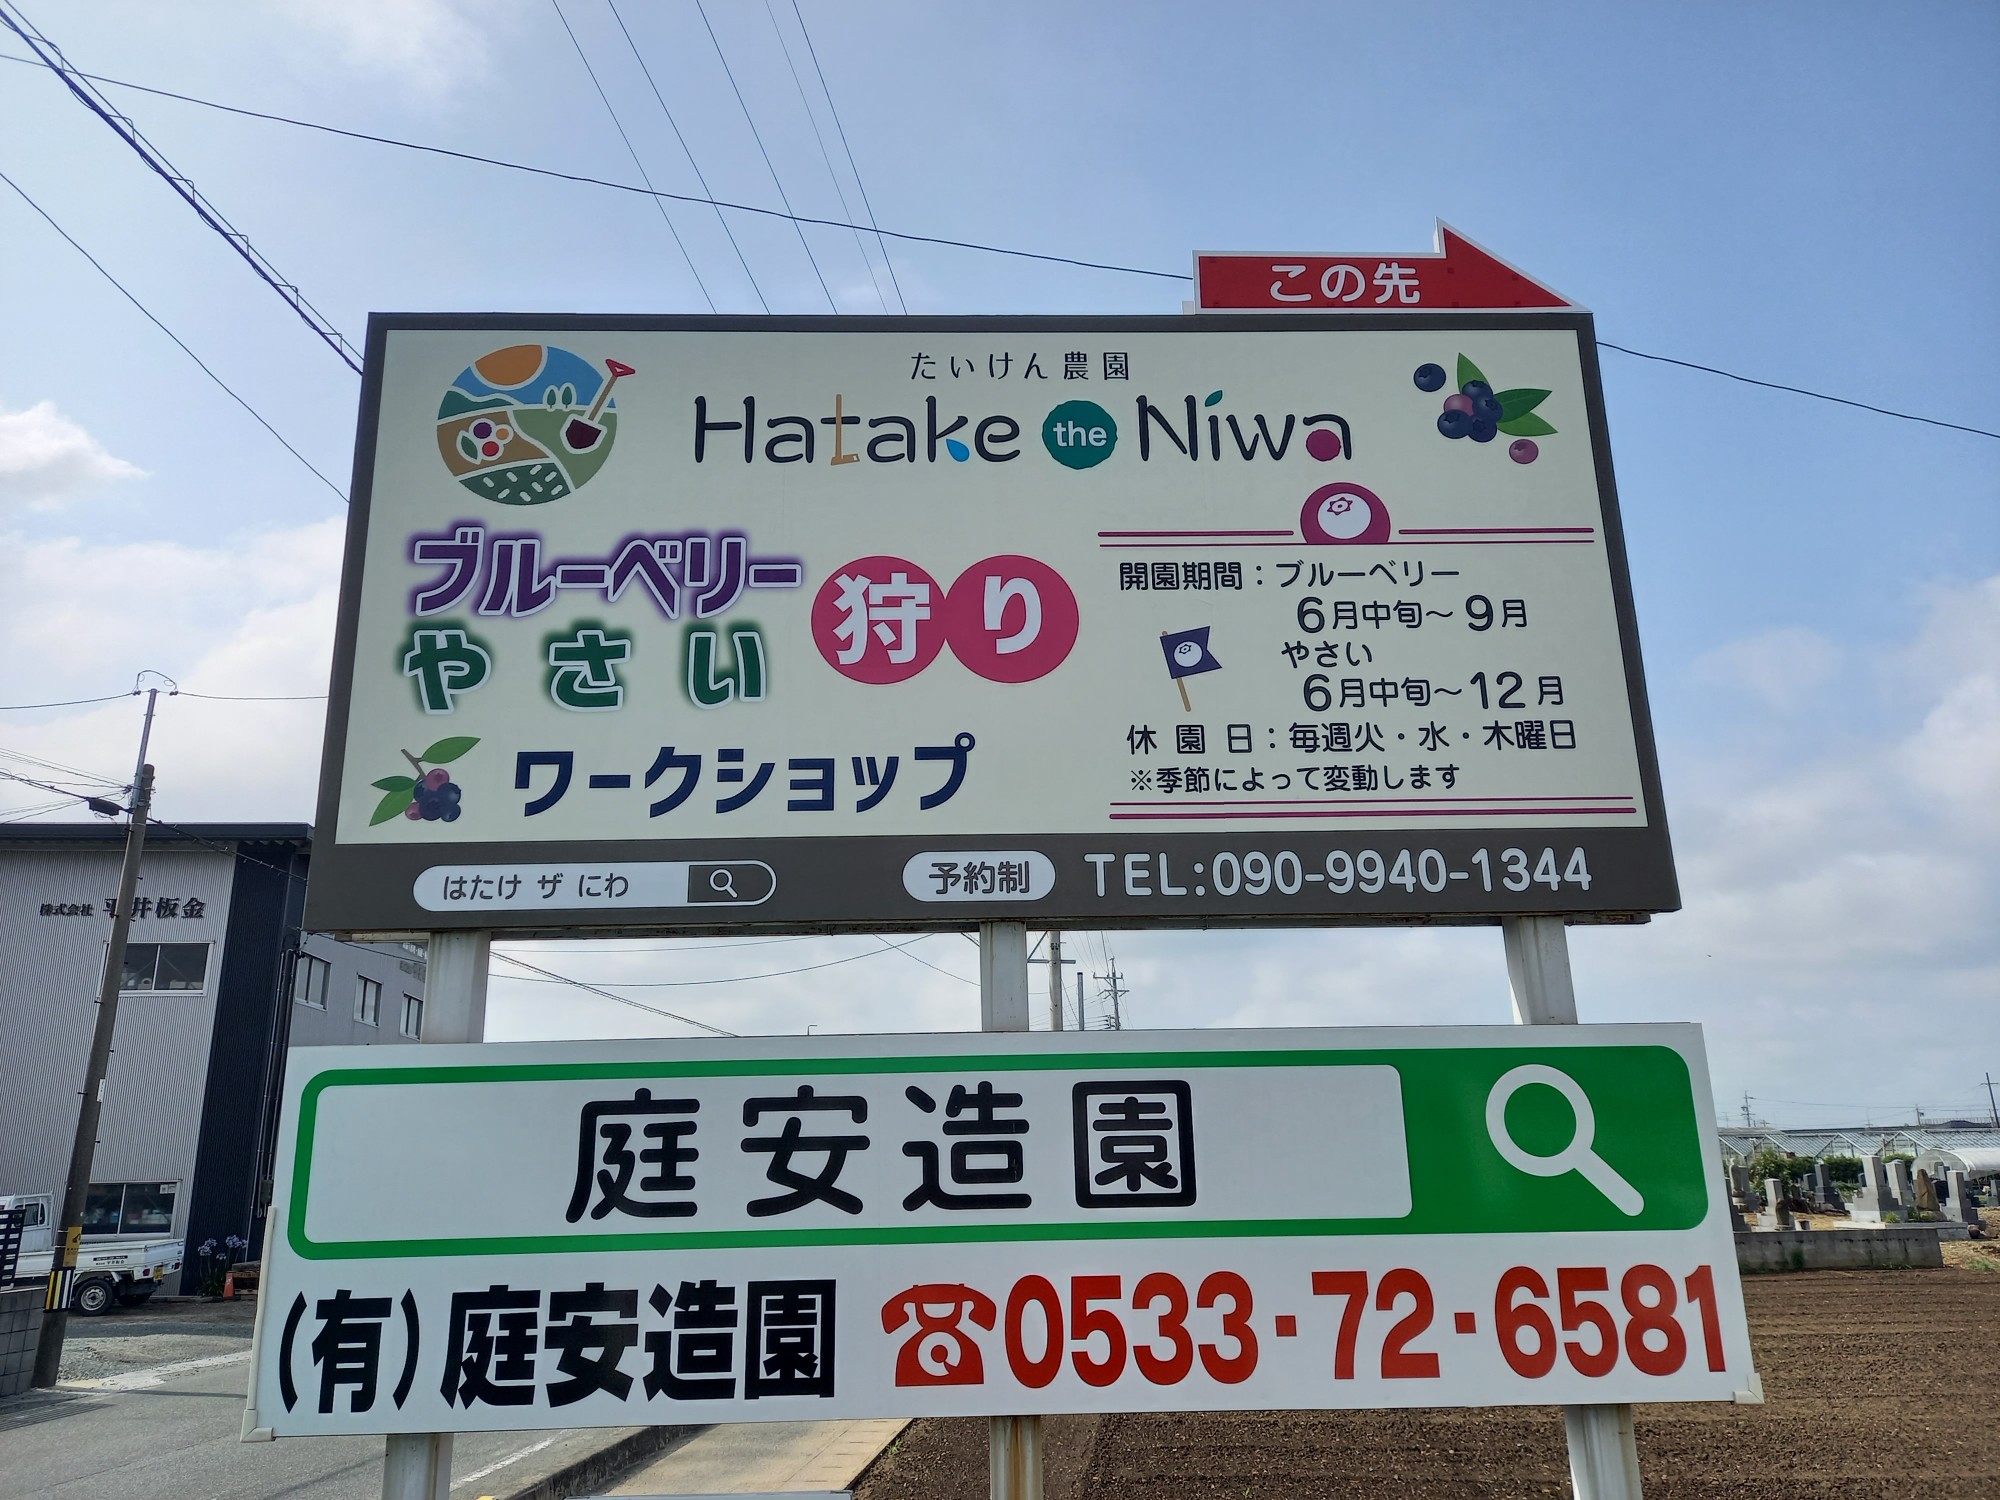 この先
たいけん農園
Hatake the Niwa
ブルーベリー
やさい
狩り
ワークショップ
開園期間：ブルーベリー
6月中旬〜9月
やさい
6月中旬〜12月
休園日：毎週火・水・木曜日
※季節によって変動します
はたけ ザ にわ
予約制
TEL:090-9940-1344
庭安造園
(有)庭安造園
☎0533・72・6581
株式会社 平井板金